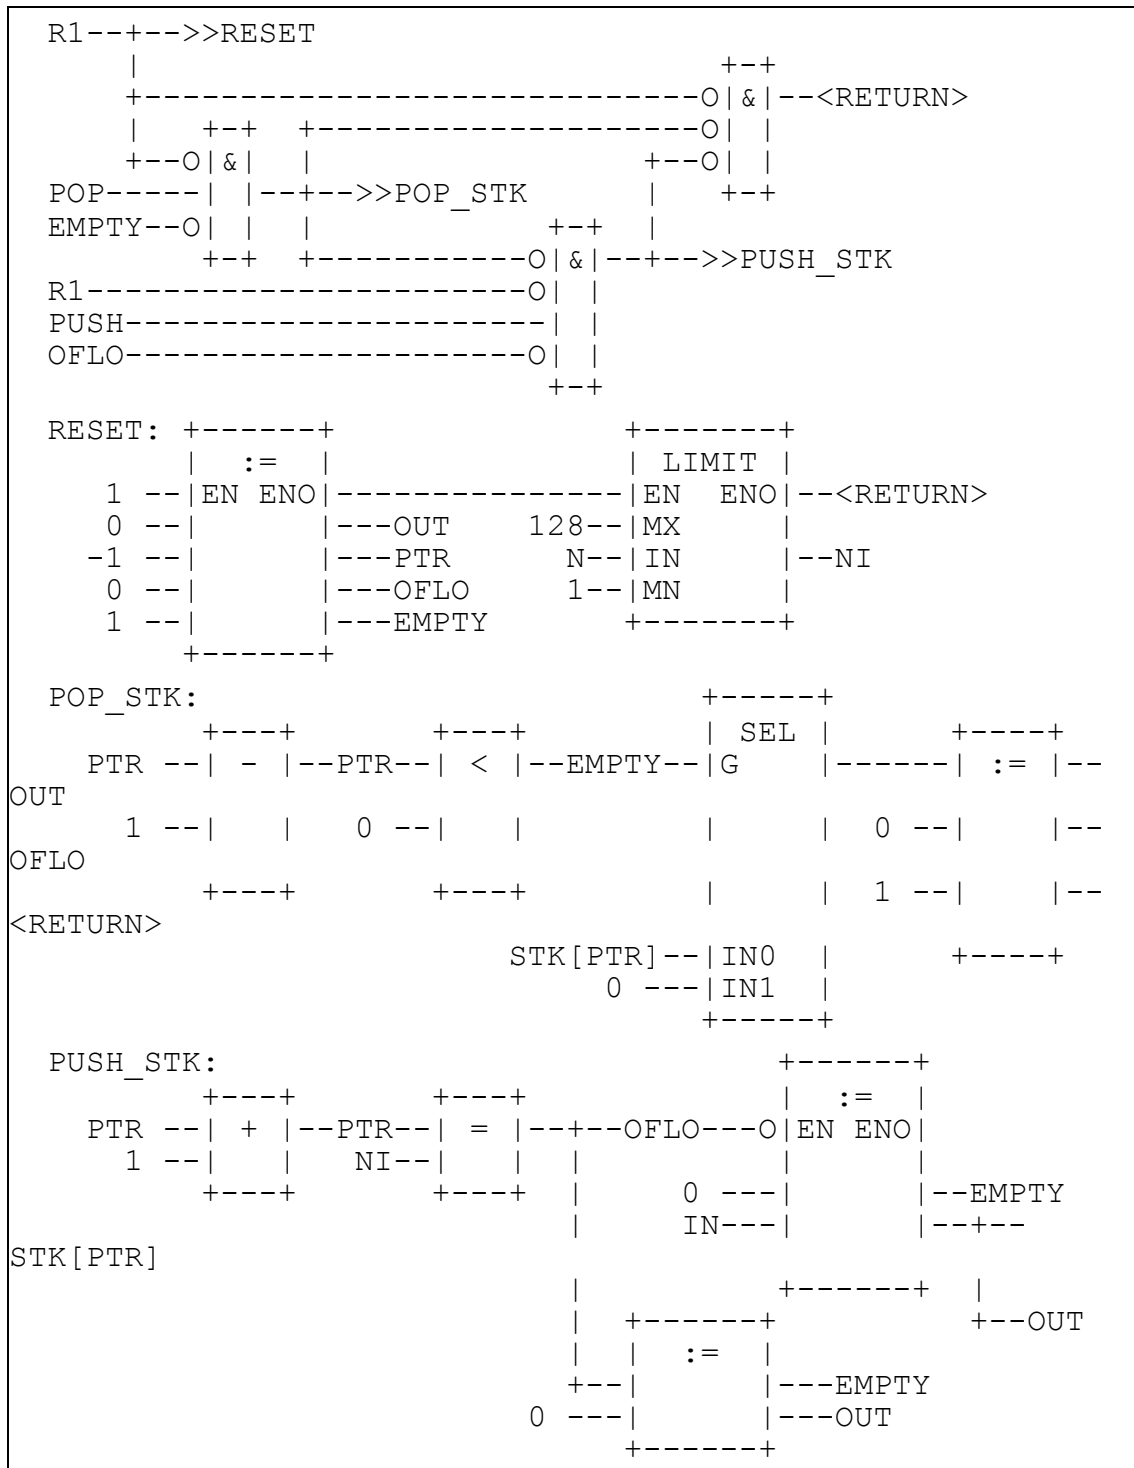 R1--+-->>RESET
    |                              +-+
    +-----------------------------O|&|--<RETURN>
    |   +-+  +-------------------O| |
    +--O|&|  |                +--O| |
POP-----| |--+-->>POP_STK     |   +-+
EMPTY--O| |  |            +-+ |
        +-+  +-----------O|&|--+-->>PUSH_STK
R1----------------------O| |
PUSH----------------------| |
OFLO---------------------O| |
                          +-+
RESET: +------+               +-------+
       |  :=  |               | LIMIT |
   1 --|EN ENO|---------------|EN  ENO|--<RETURN>
   0 --|      |---OUT    128--|MX     |
  -1 --|      |---PTR      N--|IN     |--NI
   0 --|      |---OFLO     1--|MN     |
   1 --|      |---EMPTY       +-------+
       +------+
POP_STK:                          +-----+
        +---+       +---+         | SEL |      +----+
  PTR --| - |--PTR--| < |--EMPTY--|G    |------| := |--
OUT
    1 --|   |  0 --|   |         |     |  0 --|    |--
OFLO
        +---+       +---+         |     |  1 --|    |--
<RETURN>
                        STK[PTR]--|IN0  |      +----+
                            0 ---|IN1  |
                                  +-----+
PUSH_STK:                             +------+
        +---+       +---+             |  :=  |
  PTR --| + |--PTR--| = |--+--OFLO---O|EN ENO|
    1 --|   |   NI--|   |  |          |      |
        +---+       +---+  |     0 ---|      |--EMPTY
                           |     IN---|      |--+--
STK[PTR]
                           |          +------+  |
                           |  +------+          +--OUT
                           |  |  :=  |
                           +--|      |---EMPTY
                         0 ---|      |---OUT
                              +------+